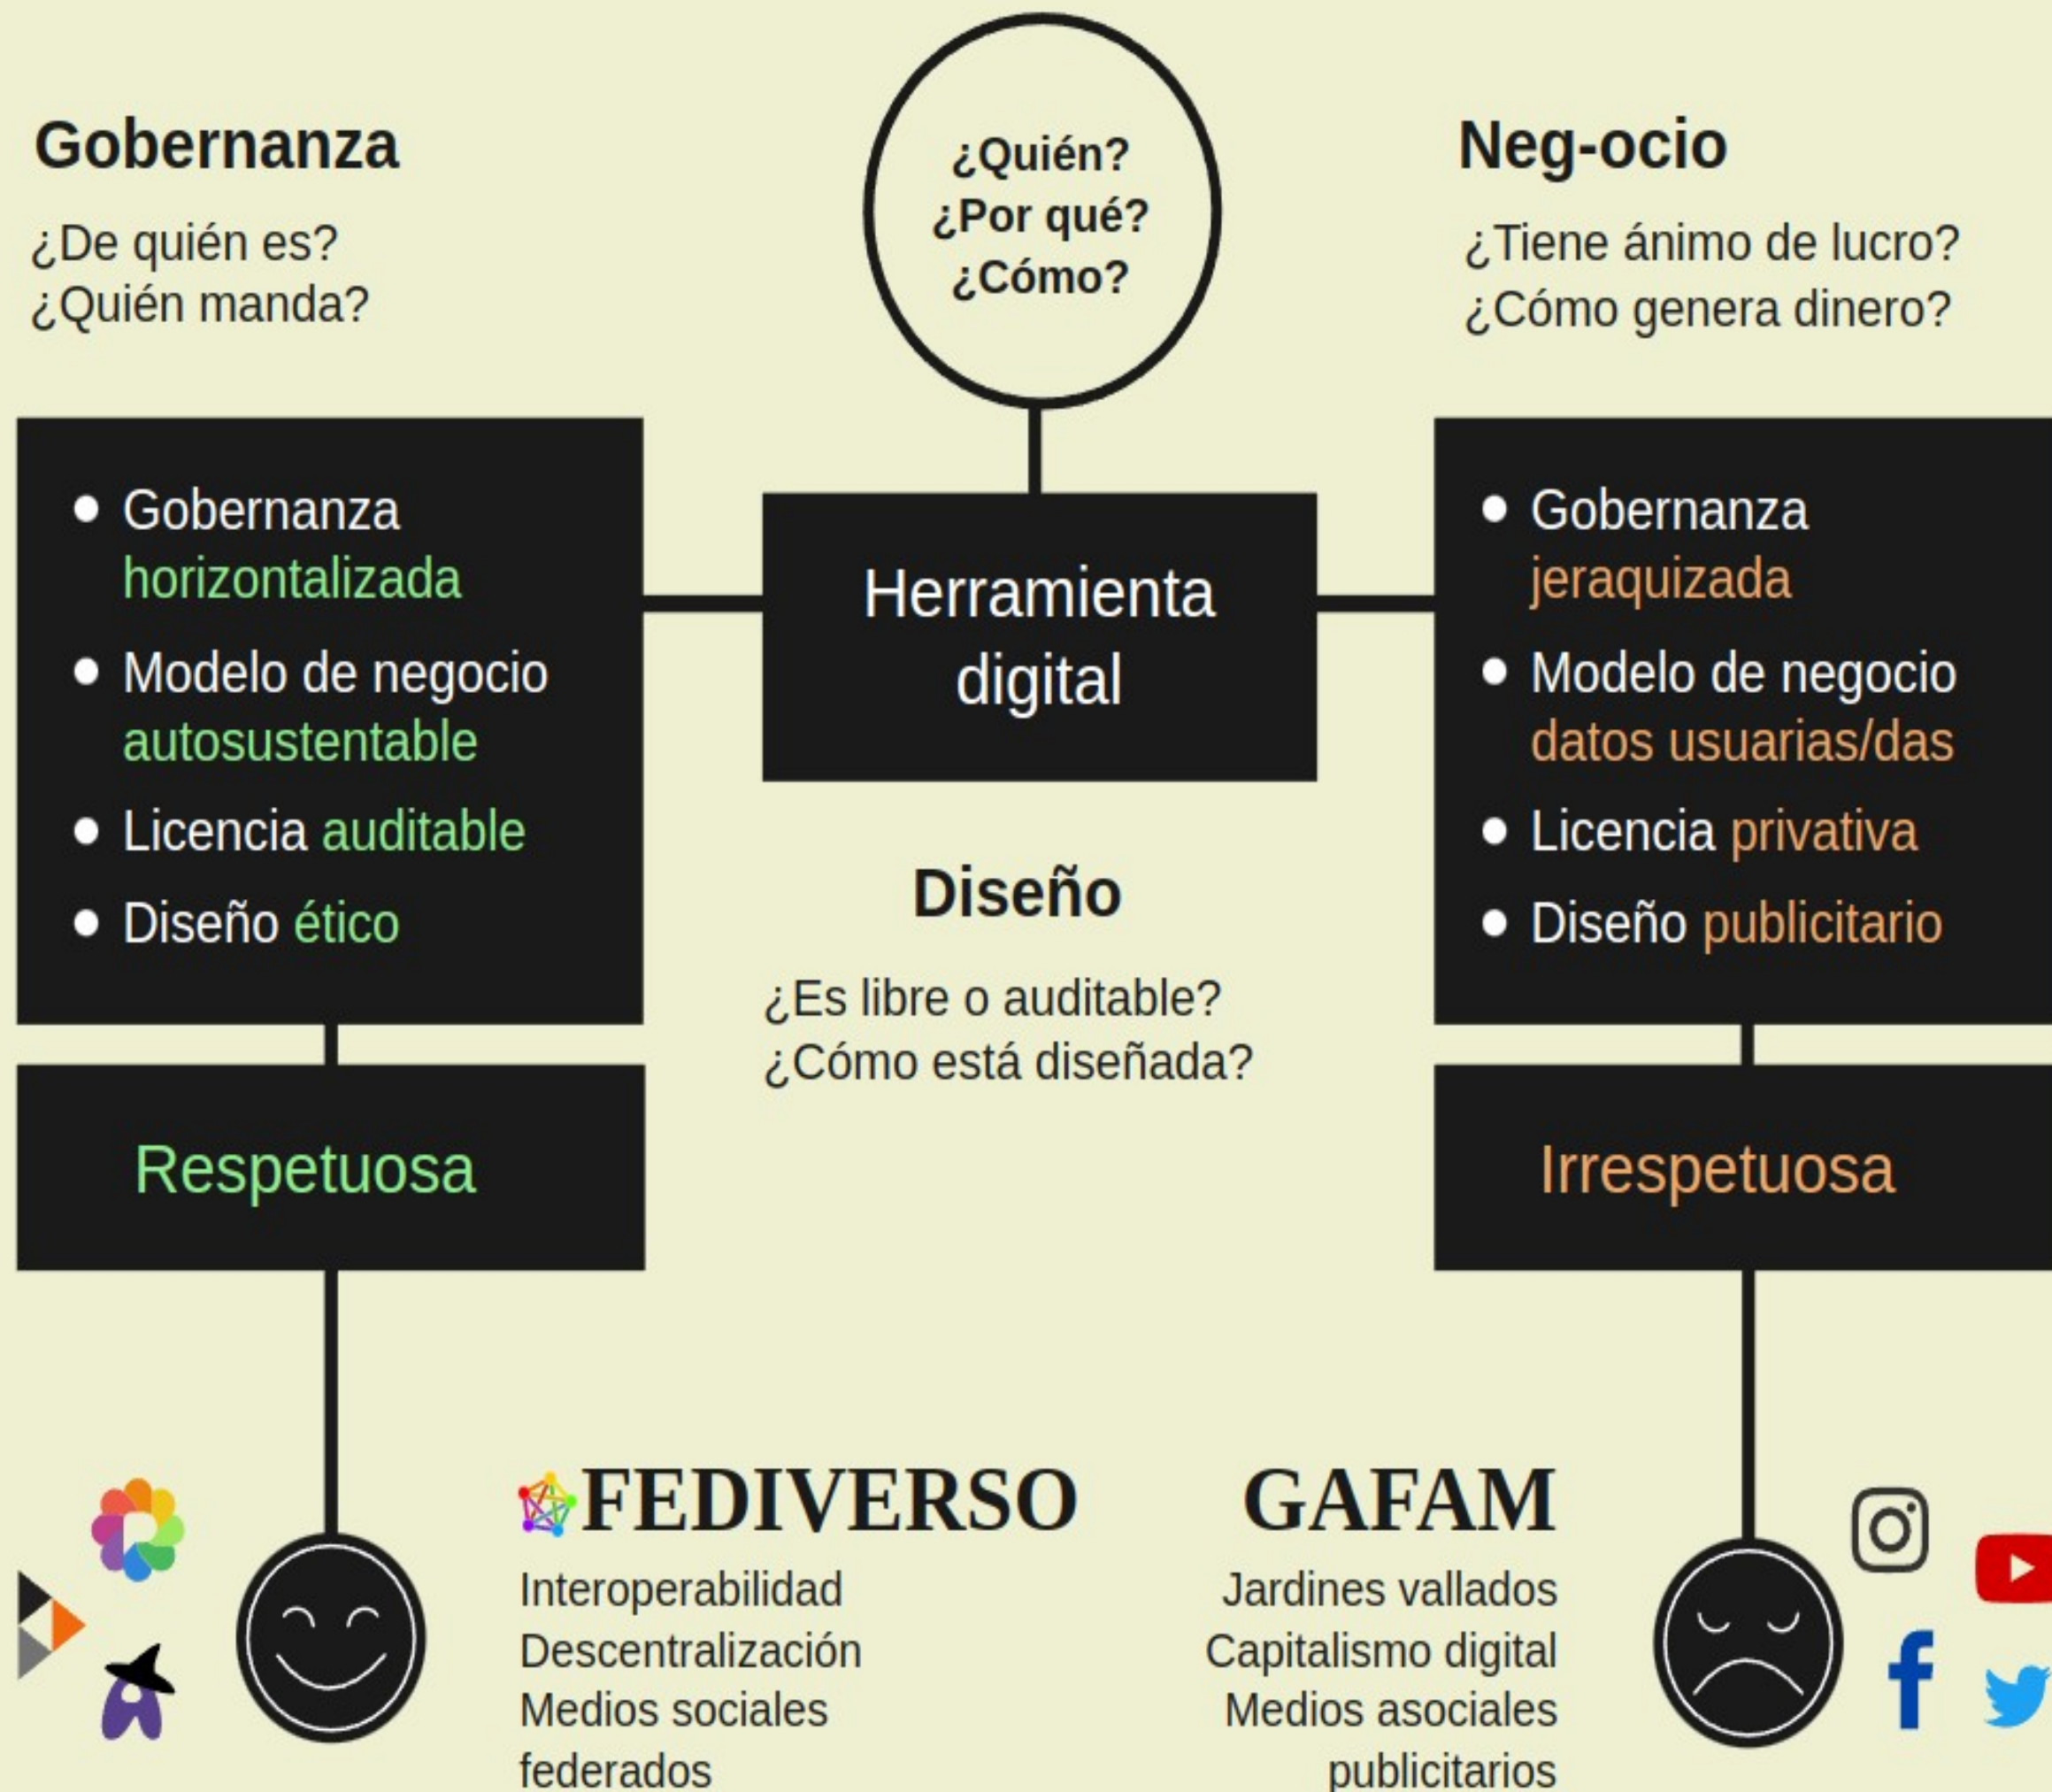 ¿Quién?
¿Por qué?
¿Cómo?
Gobernanza
¿De quién es?
¿Quién manda?
Neg-ocio
¿Tiene ánimo de lucro?
¿Cómo genera dinero?
Gobernanza
horizontalizada
Modelo de negocio
autosustentable
Licencia auditable
Diseño ético
Herramienta
digital
Gobernanza
jeraquizada
Modelo de negocio
datos usuarias/das
Licencia privativa
Diseño publicitario
Diseño
¿Es libre o auditable?
¿Cómo está diseñada?
Respetuosa
Irrespetuosa
FEDIVERSO
Interoperabilidad
Descentralización
Medios sociales
federados
GAFAM
Jardines vallados
Capitalismo digital
Medios asociales
publicitarios